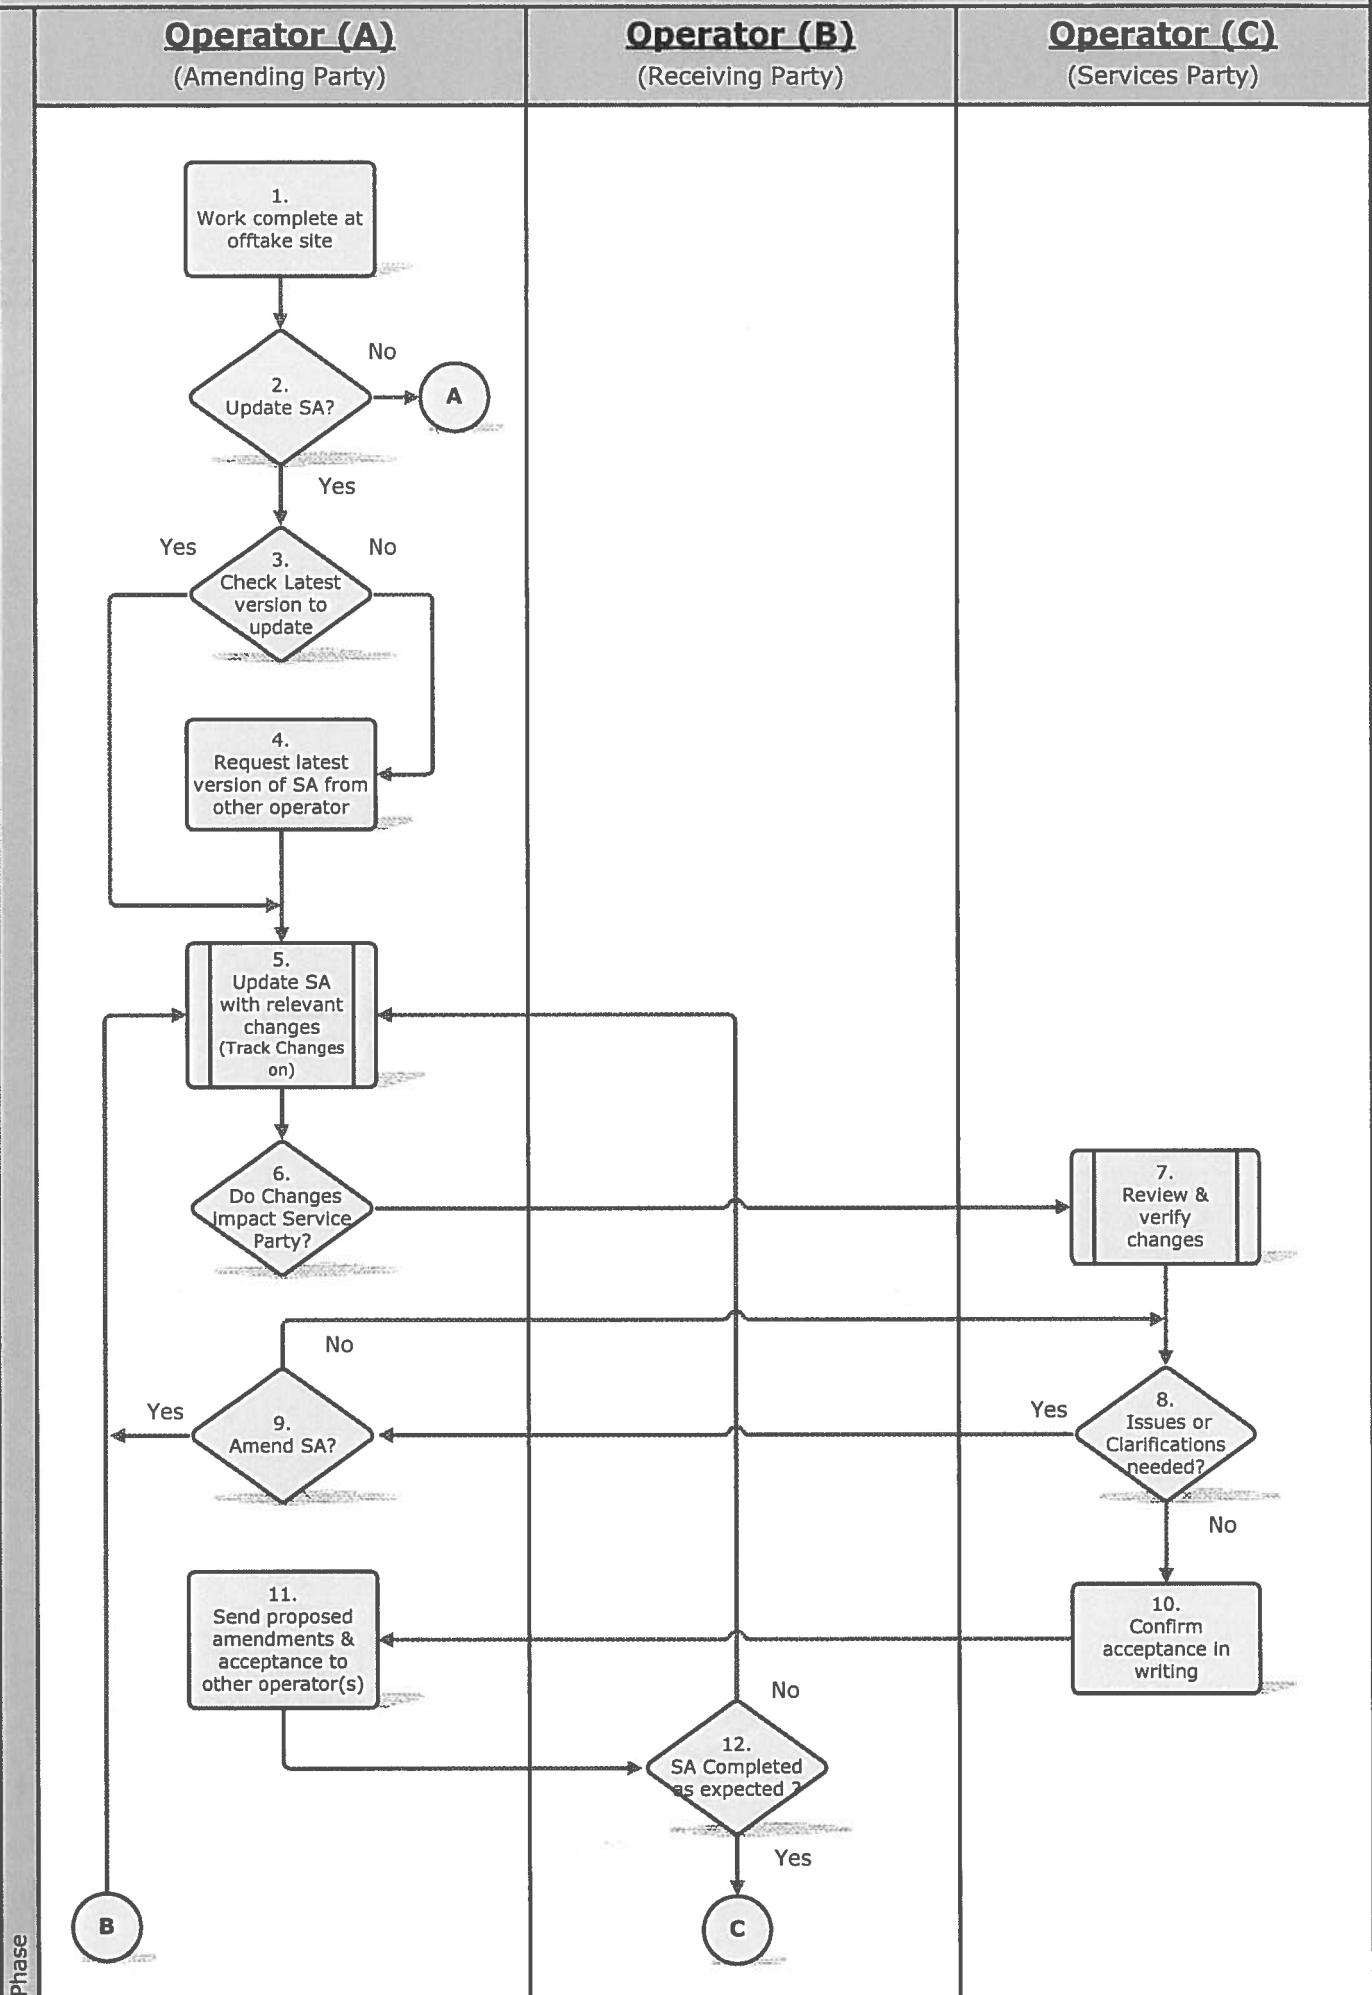 Operator (A)
(Amending Party)
Operator (B)
(Receiving Party)
Operator (C)
(Services Party)
1.
Work complete at
offtake site
No
2.
Update SA?
A
Yes
Yes
No
3.
Check Latest
version to
update
4.
Request latest
version of SA from
other operator
5.
Update SA
with relevant
changes
(Track Changes
on)
6.
Do Changes
impact Service
Party?
7.
Review &
verify
changes
No
Yes
9.
Amend SA?
Yes
8.
Issues or
Clarifications
needed?
No
11.
Send proposed
amendments &
acceptance to
other operator(s)
10.
Confirm
acceptance in
writing
No
12.
SA Completed
as expected ?
Yes
B
C
Phase